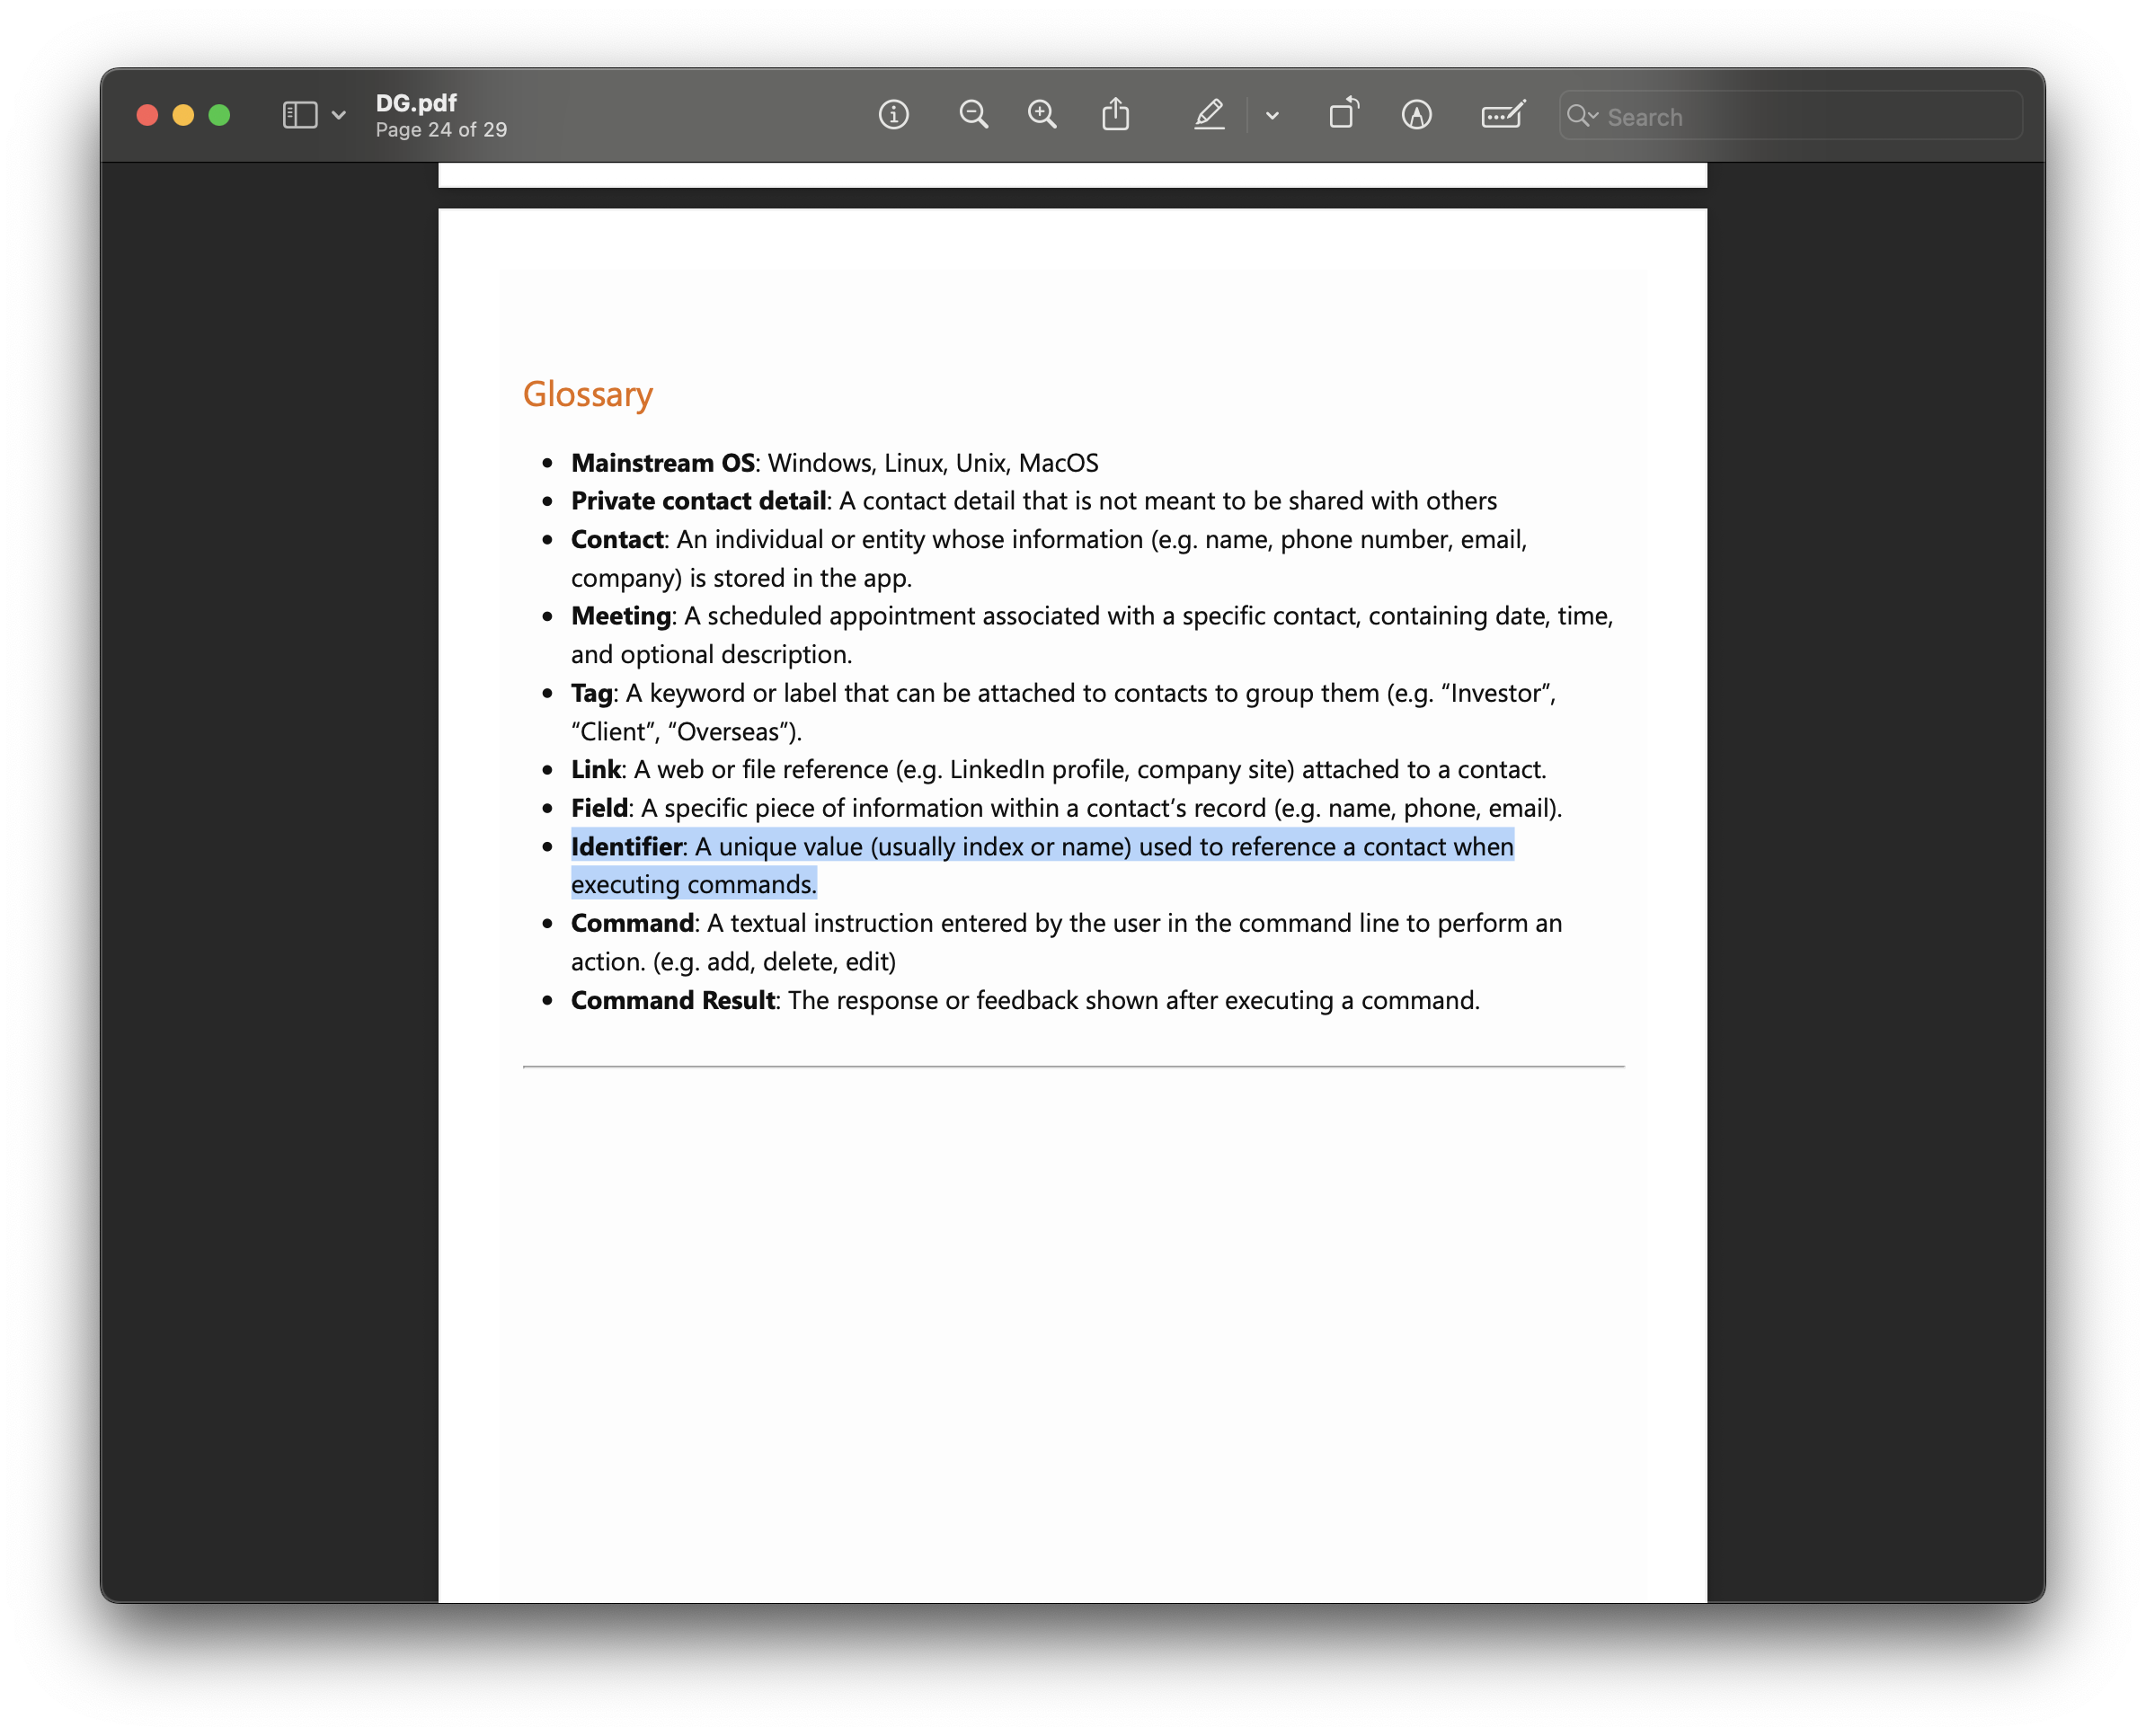 DG.pdf
Page 24 of 29
Search
Glossary
Mainstream OS: Windows, Linux, Unix, MacOS
Private contact detail: A contact detail that is not meant to be shared with others
Contact: An individual or entity whose information (e.g. name, phone number, email,
company) is stored in the app.
Meeting: A scheduled appointment associated with a specific contact, containing date, time,
and optional description.
Tag: A keyword or label that can be attached to contacts to group them (e.g. “Investor”,
“Client”, “Overseas”).
Link: A web or file reference (e.g. LinkedIn profile, company site) attached to a contact.
Field: A specific piece of information within a contact’s record (e.g. name, phone, email).
Identifier: A unique value (usually index or name) used to reference a contact when
executing commands.
Command: A textual instruction entered by the user in the command line to perform an
action. (e.g. add, delete, edit)
Command Result: The response or feedback shown after executing a command.